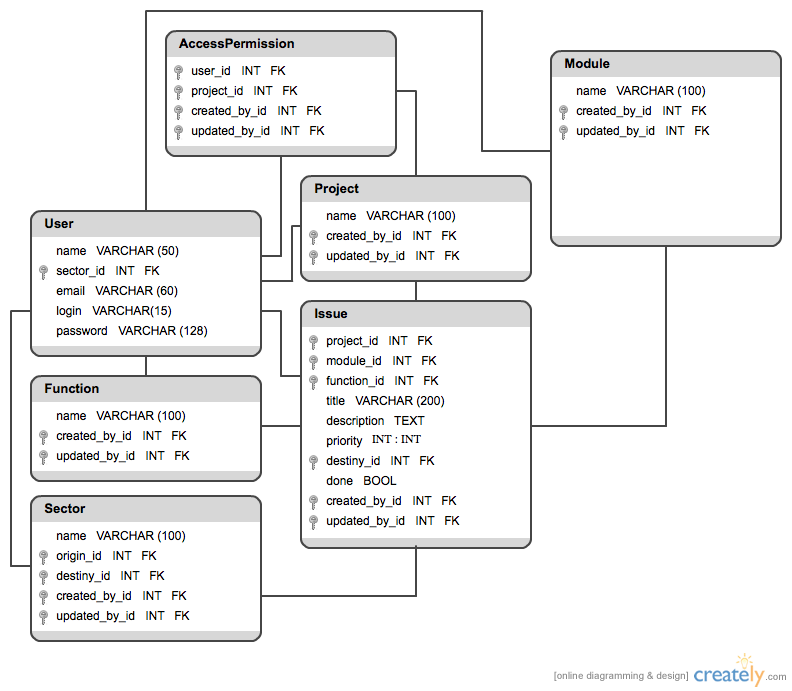 AccessPermission
user_id INT FK
project_id INT FK
created_by_id INT FK
updated_by_id INT FK
Module
name VARCHAR (100)
created_by_id INT FK
updated_by_id INT FK
Project
name VARCHAR (100)
created_by_id INT FK
updated_by_id INT FK
User
name VARCHAR (50)
sector_id INT FK
email VARCHAR (60)
login VARCHAR(15)
password VARCHAR (128)
Issue
project_id INT FK
module_id INT FK
function_id INT FK
title VARCHAR (200)
description TEXT
priority INT : INT
destiny_id INT FK
done BOOL
created_by_id INT FK
updated_by_id INT FK
Function
name VARCHAR (100)
created_by_id INT FK
updated_by_id INT FK
Sector
name VARCHAR (100)
origin_id INT FK
destiny_id INT FK
created_by_id INT FK
updated_by_id INT FK
[online diagramming & design] creately.com